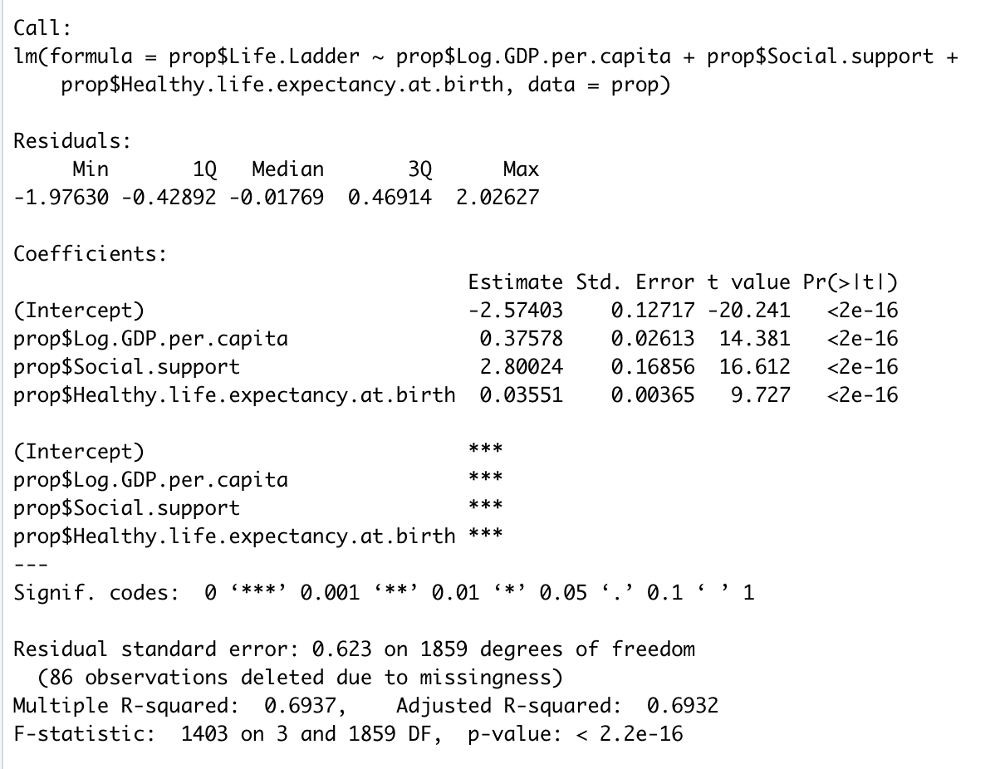 Call:
lm(formula = prop$Life.Ladder ~ prop$Log.GDP.per.capita + prop$Social.support +
    prop$Healthy.life.expectancy.at.birth, data = prop)

Residuals:
     Min       1Q   Median       3Q      Max
-1.97630 -0.42892 -0.01769  0.46914  2.02627

Coefficients:
                                      Estimate Std. Error t value Pr(>|t|)
(Intercept)                           -2.57403    0.12717 -20.241   <2e-16
prop$Log.GDP.per.capita                0.37578    0.02613  14.381   <2e-16
prop$Social.support                    2.80024    0.16856  16.612   <2e-16
prop$Healthy.life.expectancy.at.birth  0.03551    0.00365   9.727   <2e-16

(Intercept)                           ***
prop$Log.GDP.per.capita               ***
prop$Social.support                   ***
prop$Healthy.life.expectancy.at.birth ***
---
Signif. codes:  0 ‘***’ 0.001 ‘**’ 0.01 ‘*’ 0.05 ‘.’ 0.1 ‘ ’ 1

Residual standard error: 0.623 on 1859 degrees of freedom
  (86 observations deleted due to missingness)
Multiple R-squared:  0.6937,    Adjusted R-squared:  0.6932
F-statistic:  1403 on 3 and 1859 DF,  p-value: < 2.2e-16